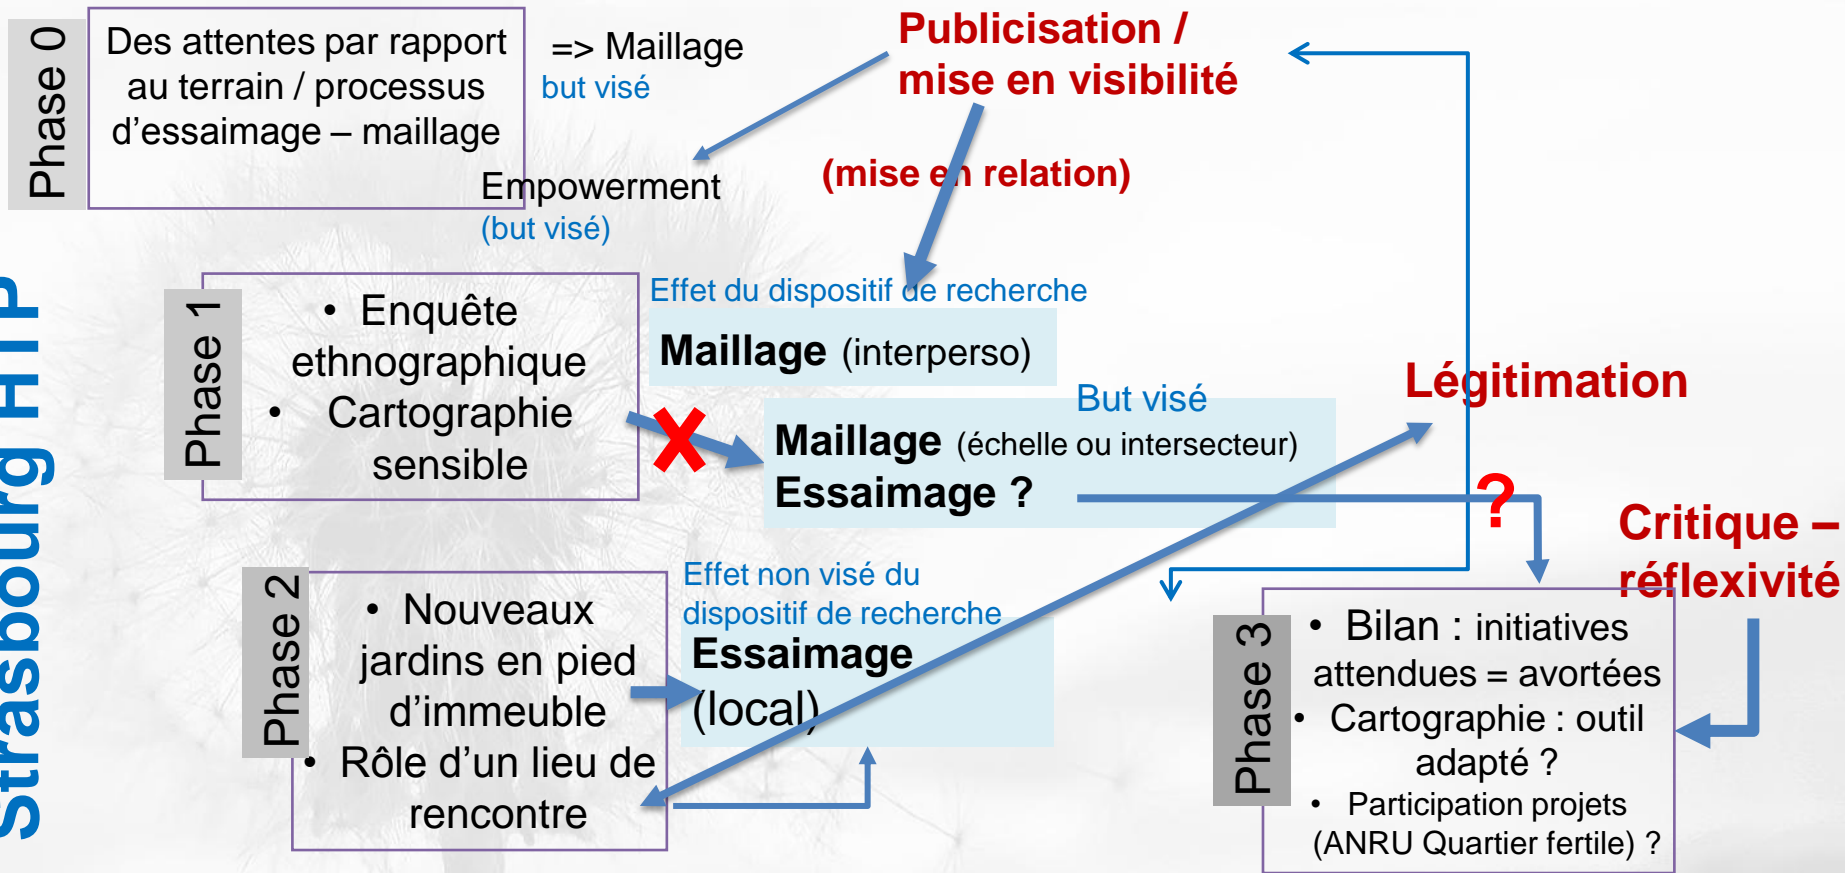 Strasbourg HTP
Phase 0
Des attentes par rapport
au terrain / processus
d’essaimage – maillage
=> Maillage
but visé
Publicisation /
mise en visibilité
Empowerment
(but visé)
(mise en relation)
Phase 1
• Enquête
ethnographique
• Cartographie
sensible
Effet du dispositif de recherche
Maillage (interperso)
But visé
Maillage (échelle ou intersecteur)
Essaimage ?
Légitimation
?
Critique –
réflexivité
Phase 2
• Nouveaux
jardins en pied
d’immeuble
• Rôle d’un lieu de
rencontre
Effet non visé du
dispositif de recherche
Essaimage
(local)
Phase 3
• Bilan : initiatives
attendues = avortées
• Cartographie : outil
adapté ?
• Participation projets
(ANRU Quartier fertile) ?